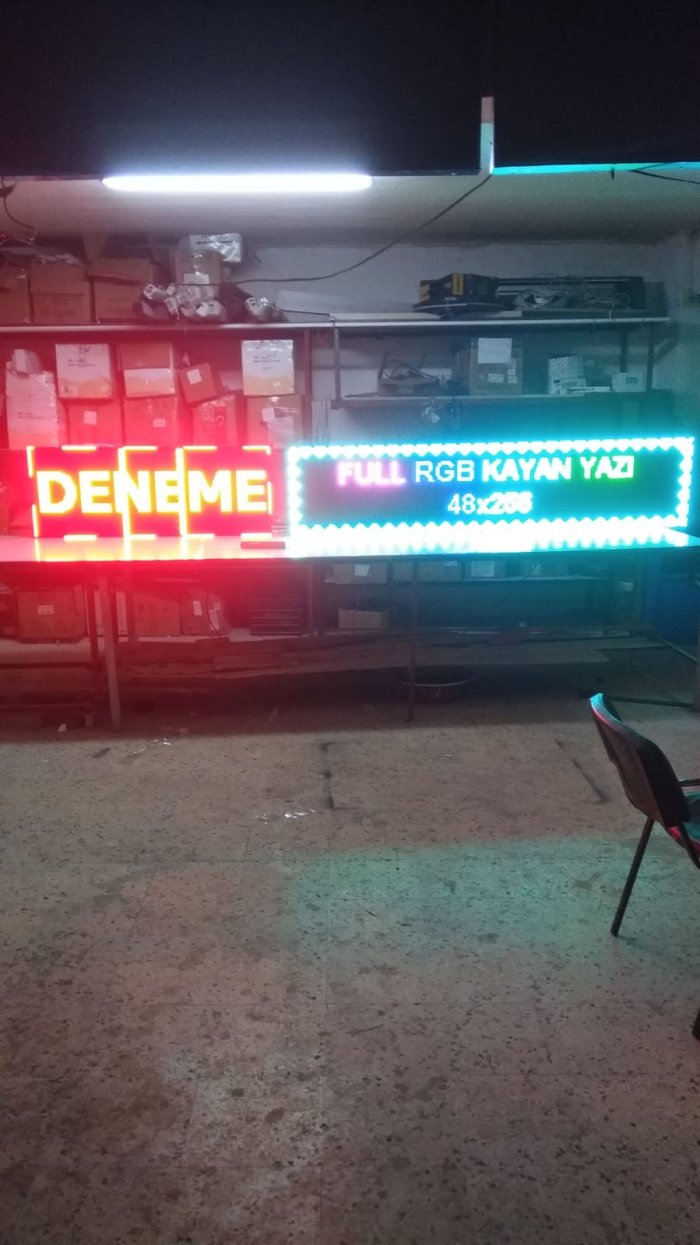 DENEME
FULL RGB KAYAN YAZI
48x256